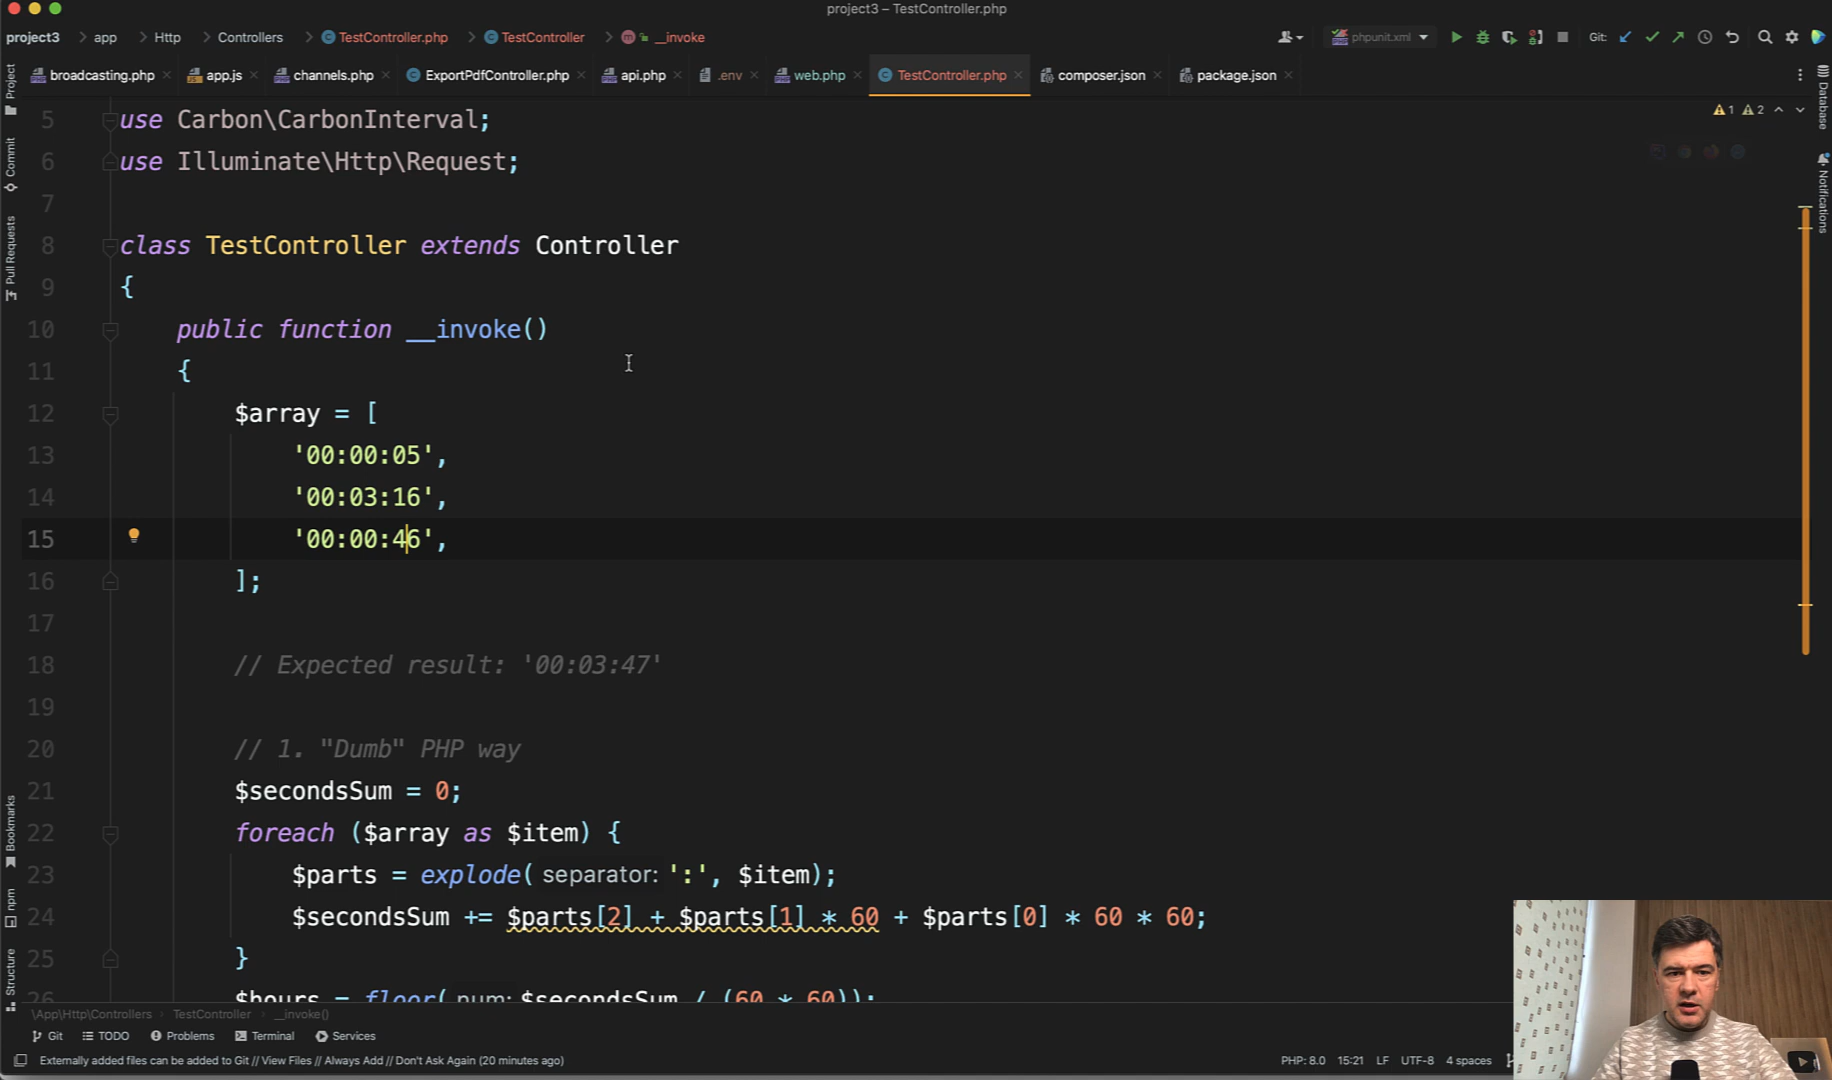 project3 – TestController.php
project3 app Http Controllers TestController.php TestController __invoke
phpunit.xml
Git:
broadcasting.php app.js channels.php ExportPdfController.php api.php .env web.php TestController.php composer.json package.json
1 2
Project
Commit
Pull Requests
Bookmarks
npm
Structure
Database
Notifications
5 use Carbon\CarbonInterval;
6 use Illuminate\Http\Request;
7
8 class TestController extends Controller
9 {
10 public function __invoke()
11 {
12 $array = [
13 '00:00:05',
14 '00:03:16',
15 '00:00:46',
16 ];
17
18 // Expected result: '00:03:47'
19
20 // 1. "Dumb" PHP way
21 $secondsSum = 0;
22 foreach ($array as $item) {
23 $parts = explode( separator: ':', $item);
24 $secondsSum += $parts[2] + $parts[1] * 60 + $parts[0] * 60 * 60;
25 }
26 $hours = floor( num: $secondsSum / (60 * 60));
\App\Http\Controllers TestController __invoke()
Git TODO Problems Terminal Services
Externally added files can be added to Git // View Files // Always Add // Don't Ask Again (20 minutes ago)
PHP: 8.0 15:21 LF UTF-8 4 spaces